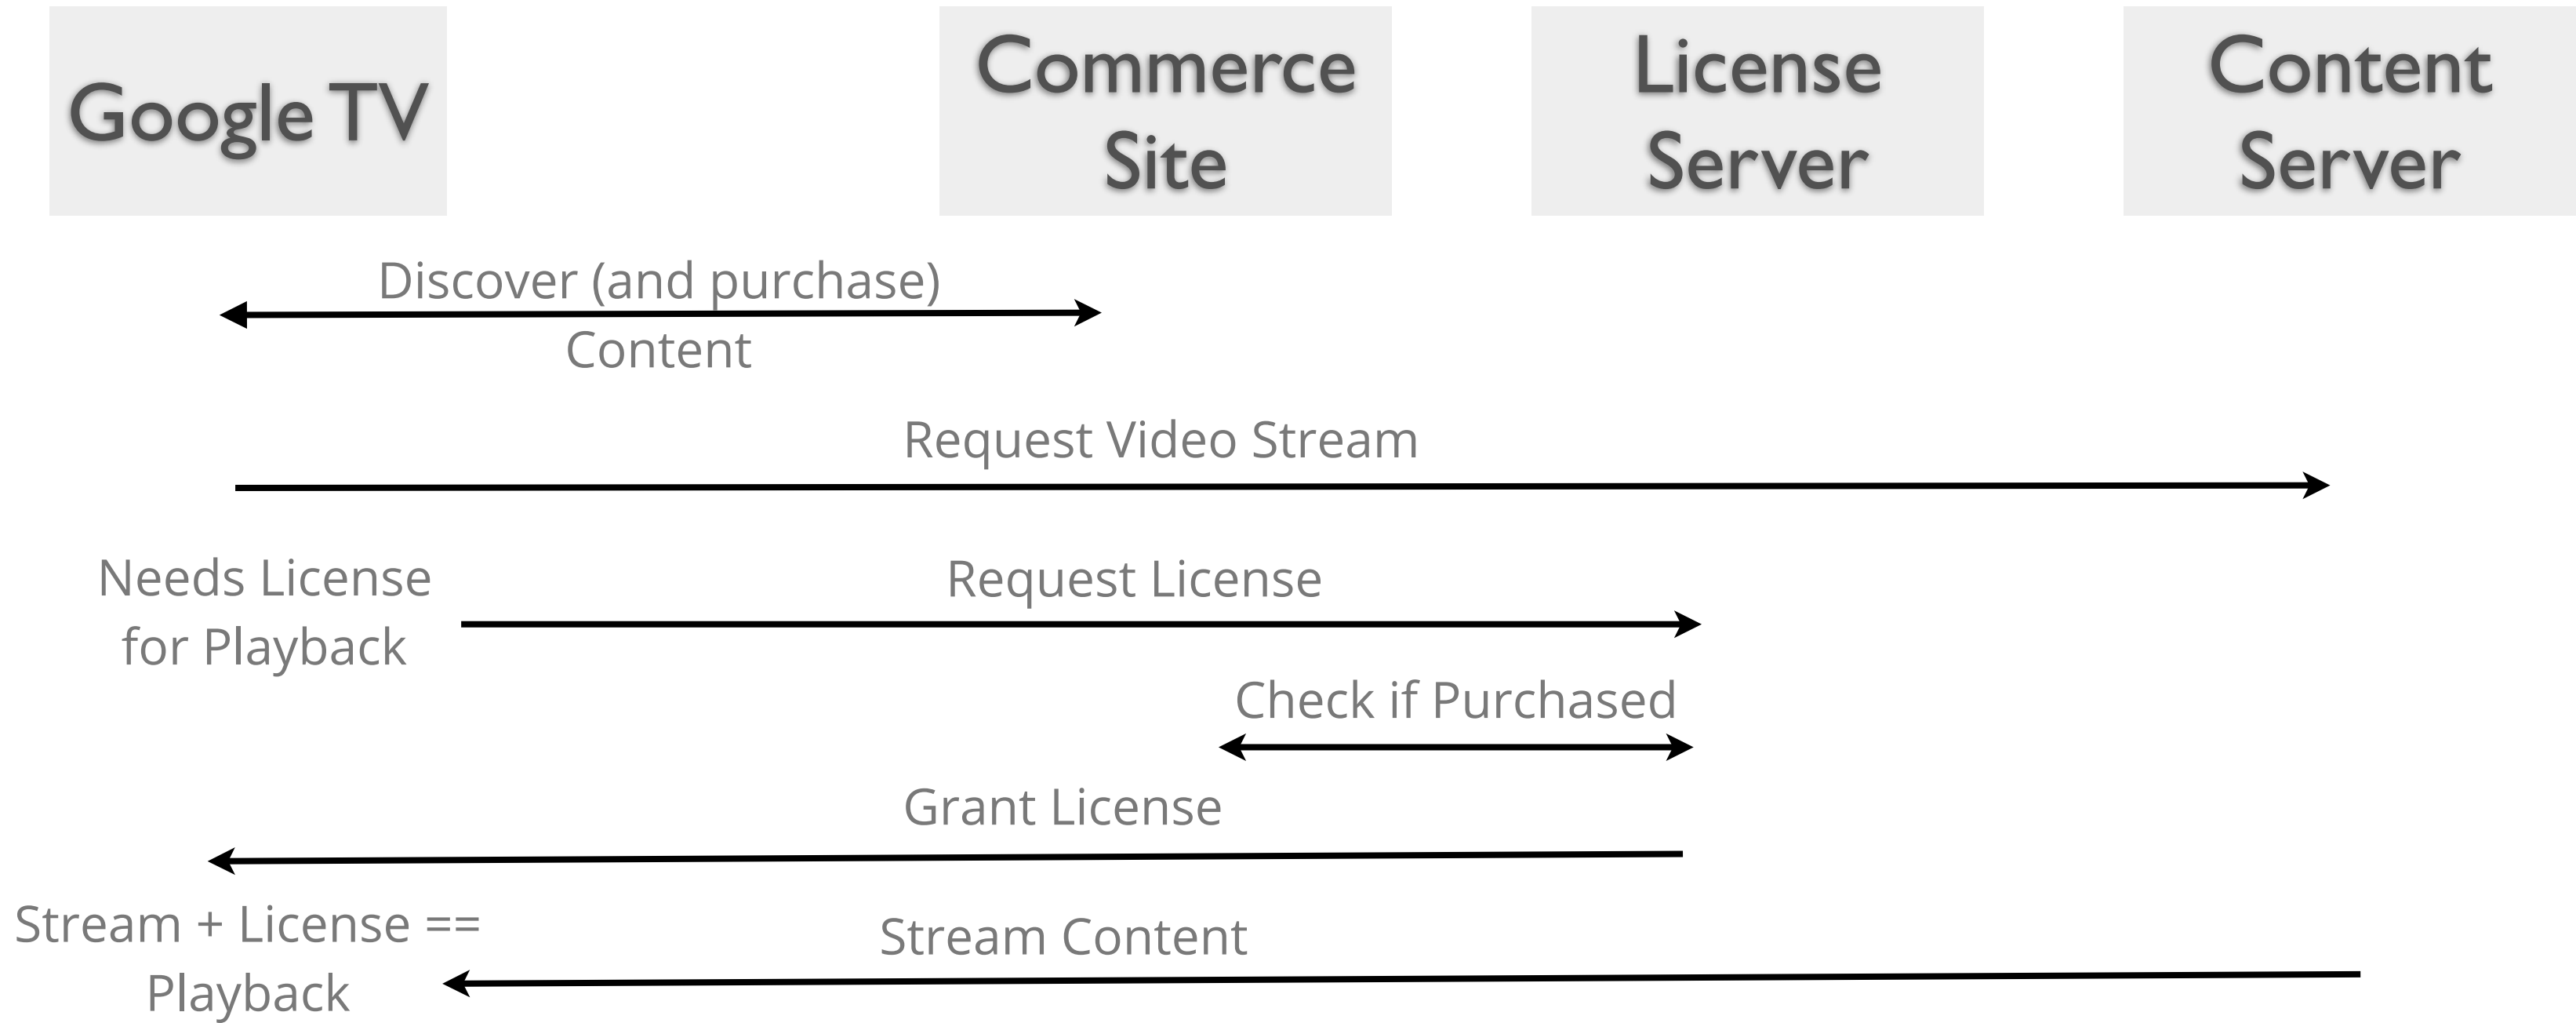 Google TV
Commerce
Site
License
Server
Content
Server
Discover (and purchase)
Content
Request Video Stream
Needs License
for Playback
Request License
Check if Purchased
Grant License
Stream + License ==
Playback
Stream Content